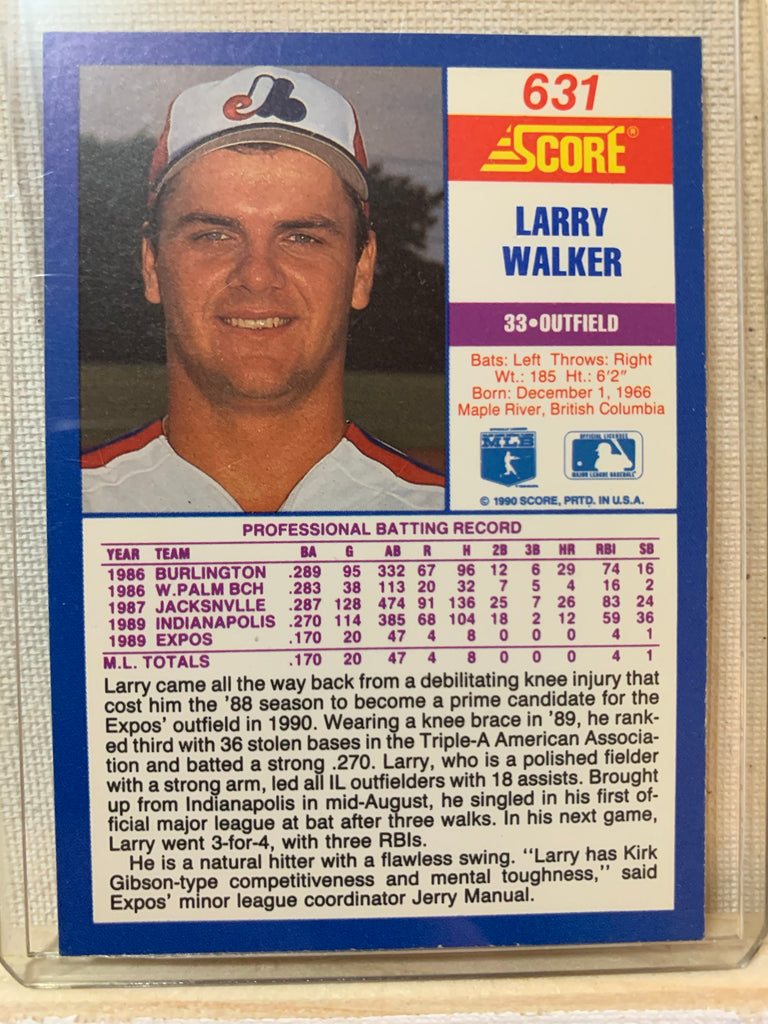 631
SCORE®
LARRY
WALKER
33•OUTFIELD
Bats: Left Throws: Right
Wt.: 185 Ht.: 6'2"
Born: December 1, 1966
Maple River, British Columbia
MLB
OFFICIAL LICENSEE
MAJOR LEAGUE BASEBALL
© 1990 SCORE, PRTD. IN U.S.A.
PROFESSIONAL BATTING RECORD
YEAR TEAM BA G AB R H 2B 3B HR RBI SB
1986 BURLINGTON .289 95 332 67 96 12 6 29 74 16
1986 W.PALM BCH .283 38 113 20 32 7 5 4 16 2
1987 JACKSNVLLE .287 128 474 91 136 25 7 26 83 24
1989 INDIANAPOLIS .270 114 385 68 104 18 2 12 59 36
1989 EXPOS .170 20 47 4 8 0 0 0 4 1
M.L. TOTALS .170 20 47 4 8 0 0 0 4 1
Larry came all the way back from a debilitating knee injury that
cost him the '88 season to become a prime candidate for the
Expos' outfield in 1990. Wearing a knee brace in '89, he rank-
ed third with 36 stolen bases in the Triple-A American Associa-
tion and batted a strong .270. Larry, who is a polished fielder
with a strong arm, led all IL outfielders with 18 assists. Brought
up from Indianapolis in mid-August, he singled in his first of-
ficial major league at bat after three walks. In his next game,
Larry went 3-for-4, with three RBIs.
He is a natural hitter with a flawless swing. "Larry has Kirk
Gibson-type competitiveness and mental toughness," said
Expos' minor league coordinator Jerry Manual.